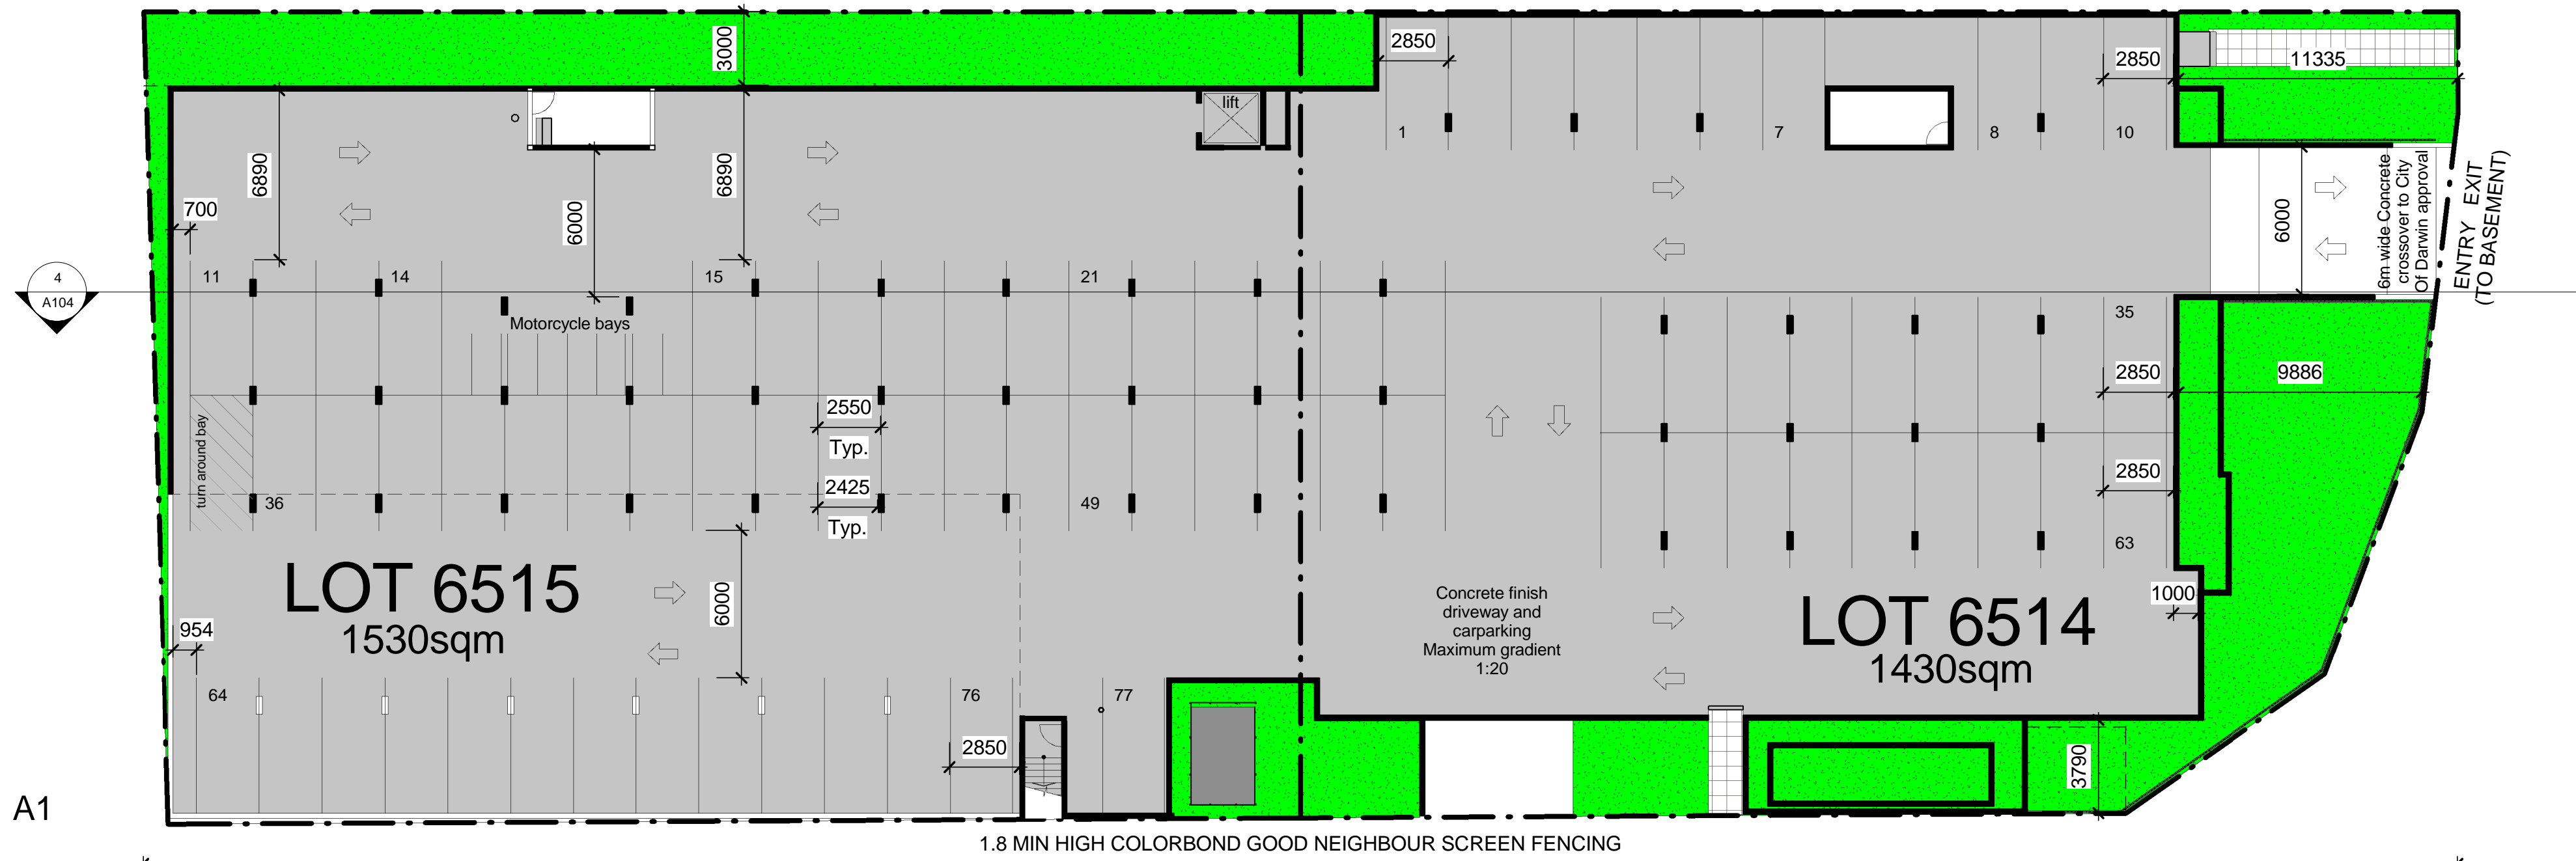 3000
2850
2850
11335
lift
1
7
8
10
6890
6890
700
6000
6000
6m wide Concrete
crossover to City
Of Darwin approval
ENTRY EXIT
(TO BASEMENT)
4
A104
11
14
15
21
Motorcycle bays
35
2850
9886
turn around bay
2550
Typ.
2425
Typ.
2850
36
49
63
LOT 6515
1530sqm
6000
954
Concrete finish
driveway and
carparking
Maximum gradient
1:20
LOT 6514
1430sqm
1000
64
76
77
2850
3790
A1
1.8 MIN HIGH COLORBOND GOOD NEIGHBOUR SCREEN FENCING